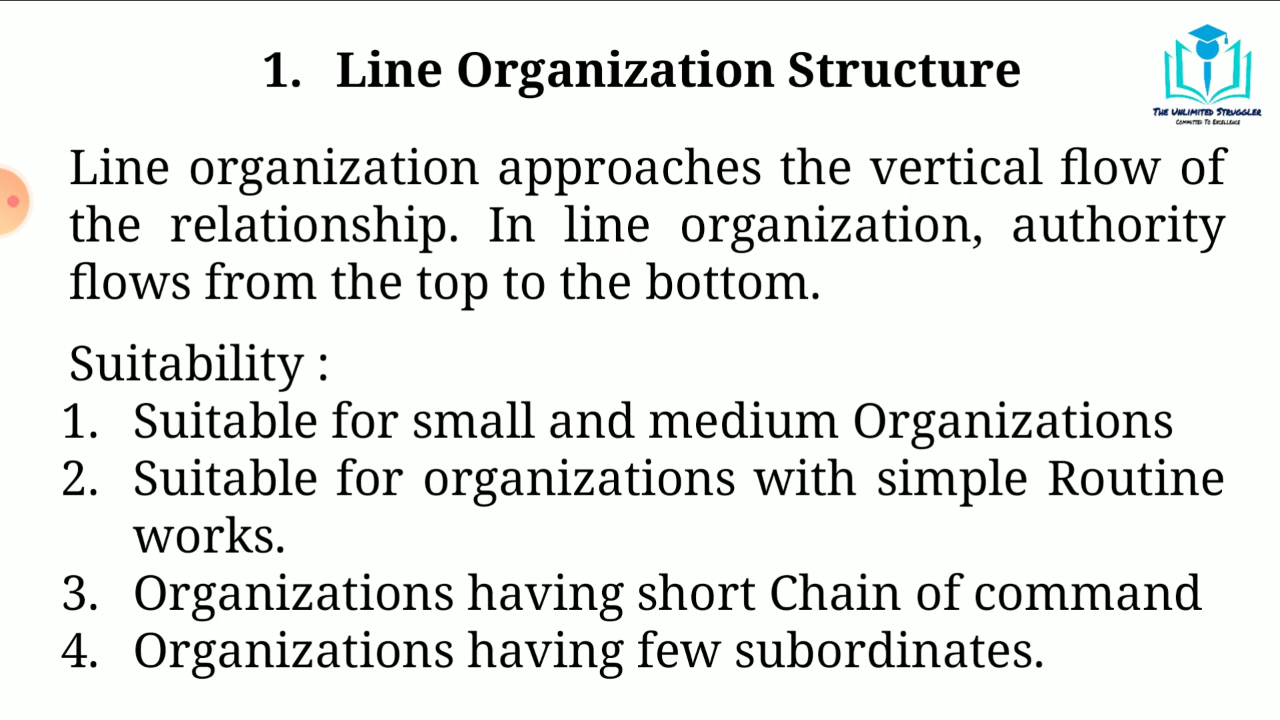 1. Line Organization Structure
THE UNLIMITED STRUGGLER
COMMITTED TO EXCELLENCE
Line organization approaches the vertical flow of
the relationship. In line organization, authority
flows from the top to the bottom.
Suitability :
1. Suitable for small and medium Organizations
2. Suitable for organizations with simple Routine
works.
3. Organizations having short Chain of command
4. Organizations having few subordinates.